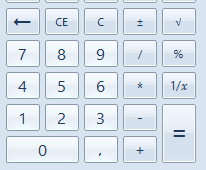 ← CE C ± √
7 8 9 / %
4 5 6 * 1/x
1 2 3 - =
0 , +